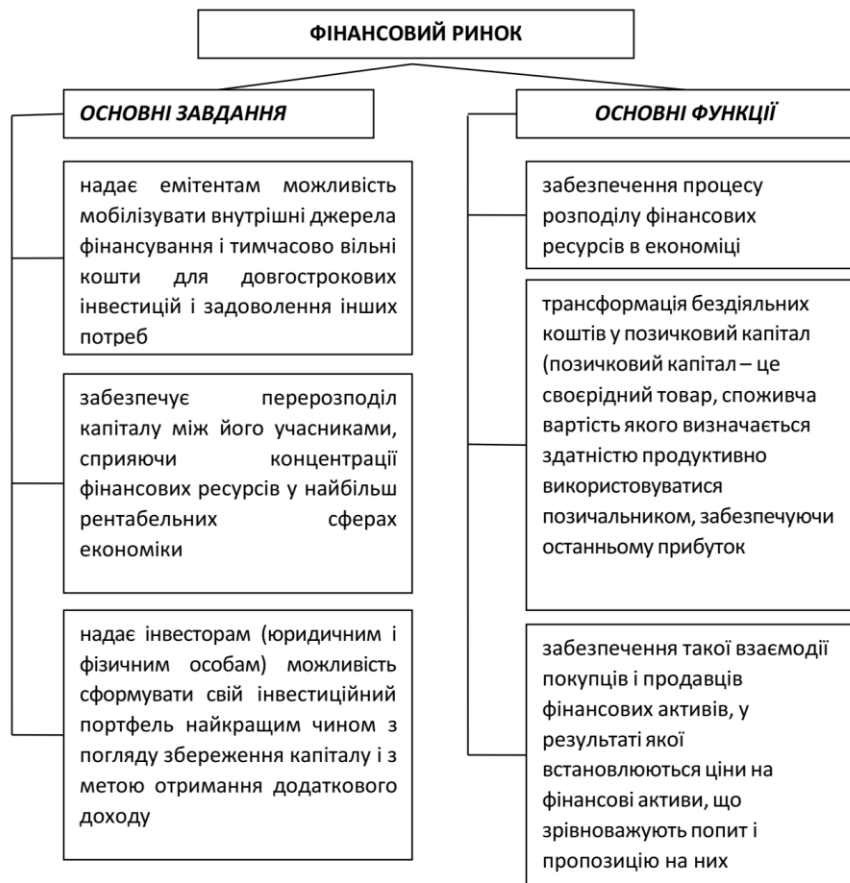 ФІНАНСОВИЙ РИНОК
ОСНОВНІ ЗАВДАННЯ
надає емітентам можливість
мобілізувати внутрішні джерела
фінансування і тимчасово вільні
кошти для довгострокових
інвестицій і задоволення інших
потреб
забезпечує перерозподіл
капіталу між його учасниками,
сприяючи концентрації
фінансових ресурсів у найбільш
рентабельних сферах
економіки
надає інвесторам (юридичним і
фізичним особам) можливість
сформувати свій інвестиційний
портфель найкращим чином з
погляду збереження капіталу і з
метою отримання додаткового
доходу
ОСНОВНІ ФУНКЦІЇ
забезпечення процесу
розподілу фінансових
ресурсів в економіці
трансформація бездіяльних
коштів у позичковий капітал
(позичковий капітал – це
своєрідний товар, споживча
вартість якого визначається
здатністю продуктивно
використовуватися
позичальником, забезпечуючи
останньому прибуток
забезпечення такої взаємодії
покупців і продавців
фінансових активів, у
результаті якої
встановлюються ціни на
фінансові активи, що
зрівноважують попит і
пропозицію на них